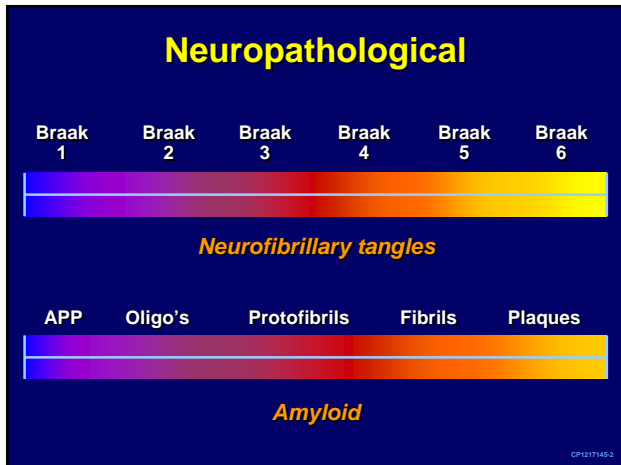 Neuropathological
Braak Braak Braak Braak Braak Braak
1 2 3 4 5 6
Neurofibrillary tangles
APP Oligo's Protofibrils Fibrils Plaques
Amyloid
CP1217145-2